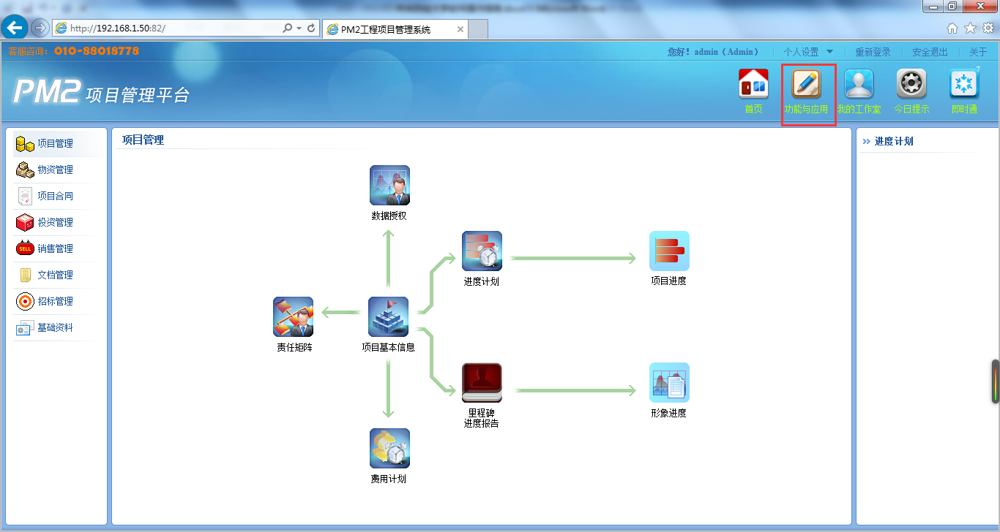 http://192.168.1.50:82/
PM2工程项目管理系统
客服咨询: 010-88018778
您好! admin (Admin)
个人设置
重新登录
安全退出
关于
PM2 项目管理平台
首页
功能与应用
我的工作室
今日提示
7
即时通
项目管理
物资管理
项目合同
投资管理
SELL
销售管理
文档管理
招标管理
基础资料
项目管理
数据授权
进度计划
项目进度
责任矩阵
项目基本信息
里程碑
进度报告
形象进度
费用计划
进度计划